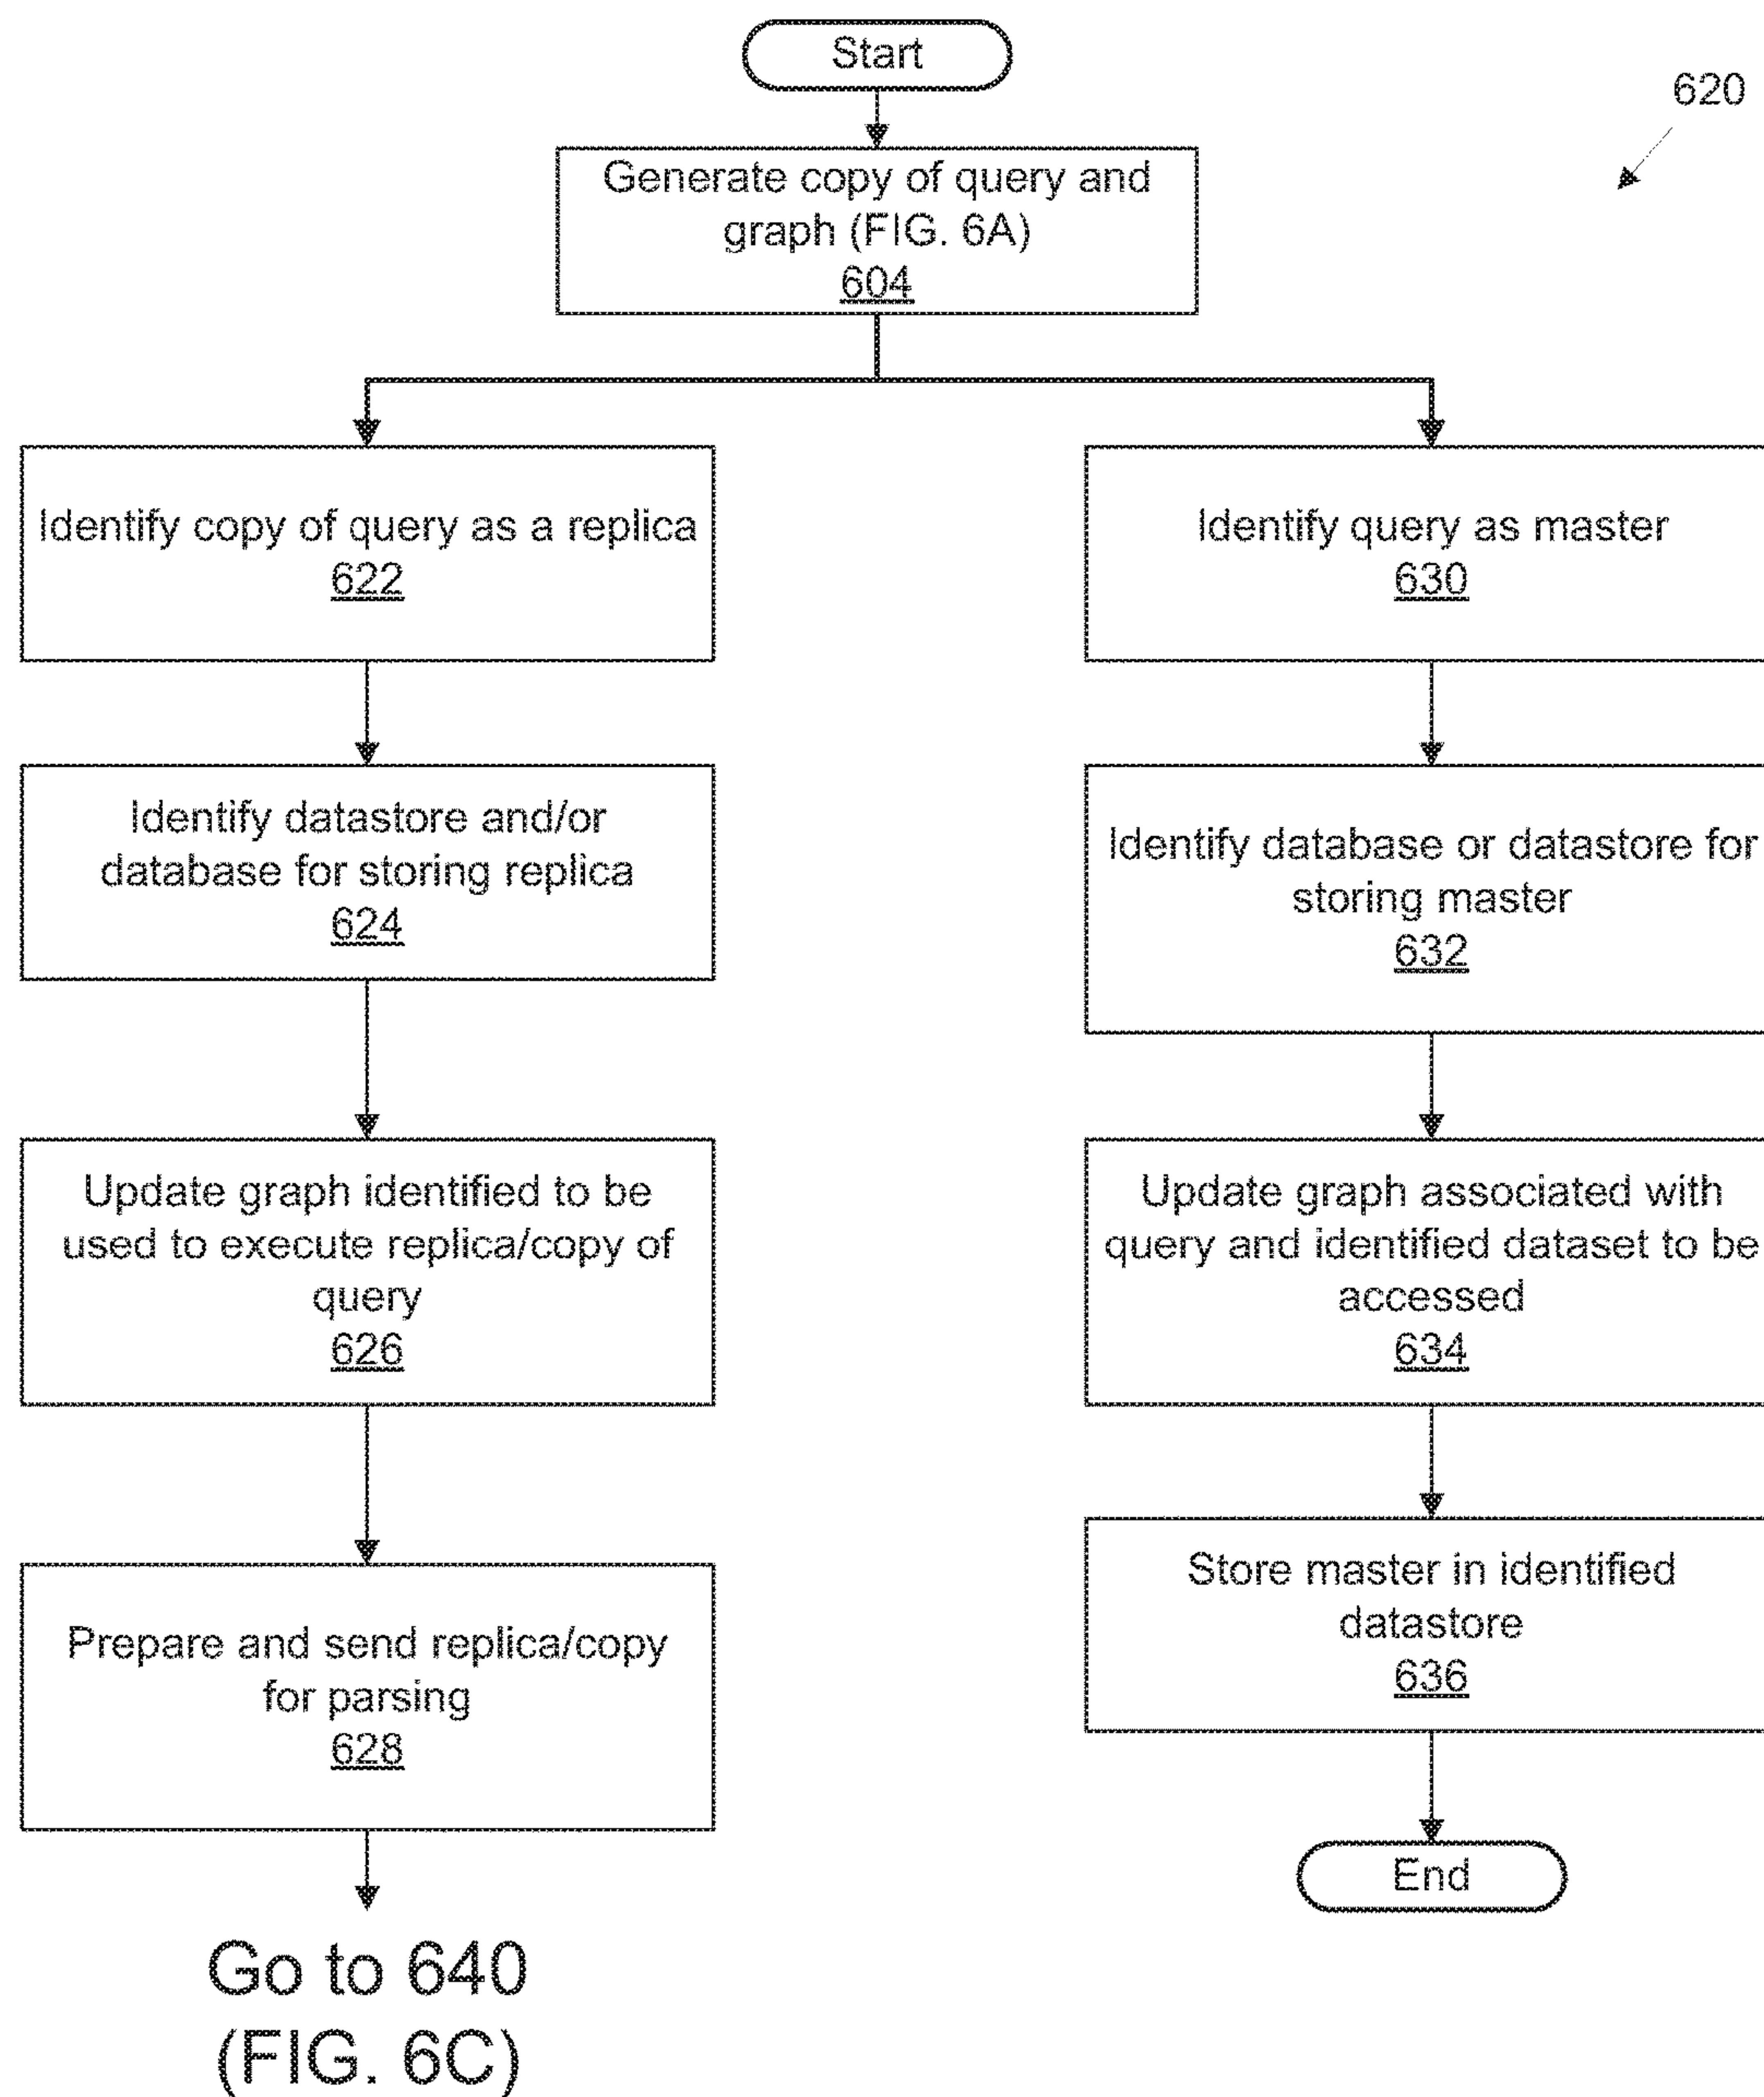 Start
620
Generate copy of query and
graph (FIG. 6A)
604
Identify copy of query as a replica
622
Identify datastore and/or
database for storing replica
624
Update graph identified to be
used to execute replica/copy of
query
626
Prepare and send replica/copy
for parsing
628
Go to 640
(FIG. 6C)
Identify query as master
630
Identify database or datastore for
storing master
632
Update graph associated with
query and identified dataset to be
accessed
634
Store master in identified
datastore
636
End